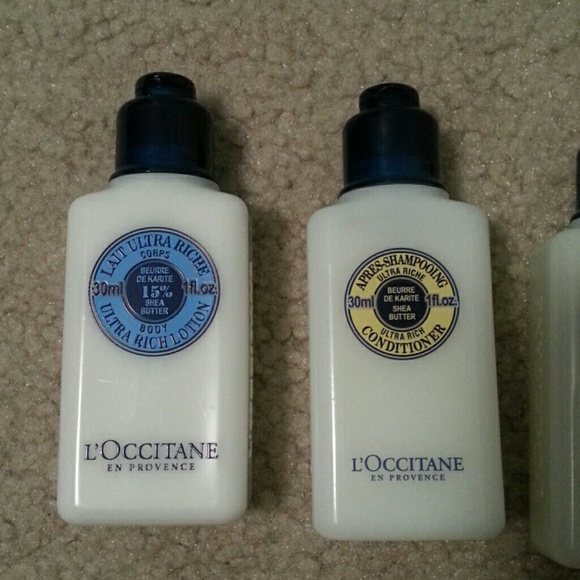 LAIT ULTRA RICHE
CORPS
BEURRE
DE KARITE
30ml 15% 1fl.oz.
SHEA
BUTTER
BODY
ULTRA RICH LOTION
L'OCCITANE
EN PROVENCE
APRES-SHAMPOOING
ULTRA RICHE
BEURRE
DE KARITE
30ml 1fl.oz.
SHEA
BUTTER
ULTRA RICH
CONDITIONER
L'OCCITANE
EN PROVENCE